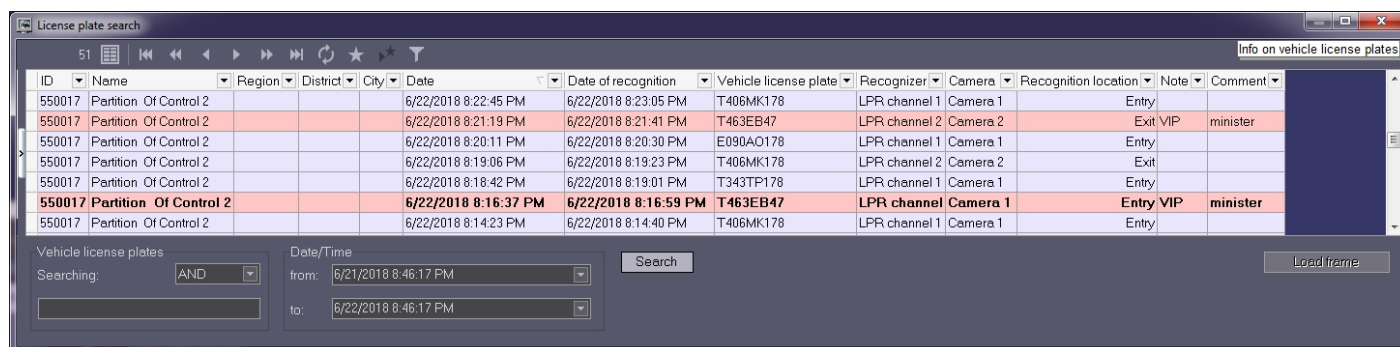 License plate search
51
Info on vehicle license plates
ID Name Region District City Date Date of recognition Vehicle license plate Recognizer Camera Recognition location Note Comment
550017 Partition Of Control 2 6/22/2018 8:22:45 PM 6/22/2018 8:23:05 PM T406MK178 LPR channel 1 Camera 1 Entry
550017 Partition Of Control 2 6/22/2018 8:21:19 PM 6/22/2018 8:21:41 PM T463EB47 LPR channel 2 Camera 2 Exit VIP minister
550017 Partition Of Control 2 6/22/2018 8:20:11 PM 6/22/2018 8:20:30 PM E090AO178 LPR channel 1 Camera 1 Entry
550017 Partition Of Control 2 6/22/2018 8:19:06 PM 6/22/2018 8:19:23 PM T406MK178 LPR channel 2 Camera 2 Exit
550017 Partition Of Control 2 6/22/2018 8:18:42 PM 6/22/2018 8:19:01 PM T343TP178 LPR channel 1 Camera 1 Entry
550017 Partition Of Control 2 6/22/2018 8:16:37 PM 6/22/2018 8:16:59 PM T463EB47 LPR channel Camera 1 Entry VIP minister
550017 Partition Of Control 2 6/22/2018 8:14:23 PM 6/22/2018 8:14:40 PM T406MK178 LPR channel 1 Camera 1 Entry
Vehicle license plates Date/Time
Searching: AND from: 6/21/2018 8:46:17 PM Search Load frame
to: 6/22/2018 8:46:17 PM